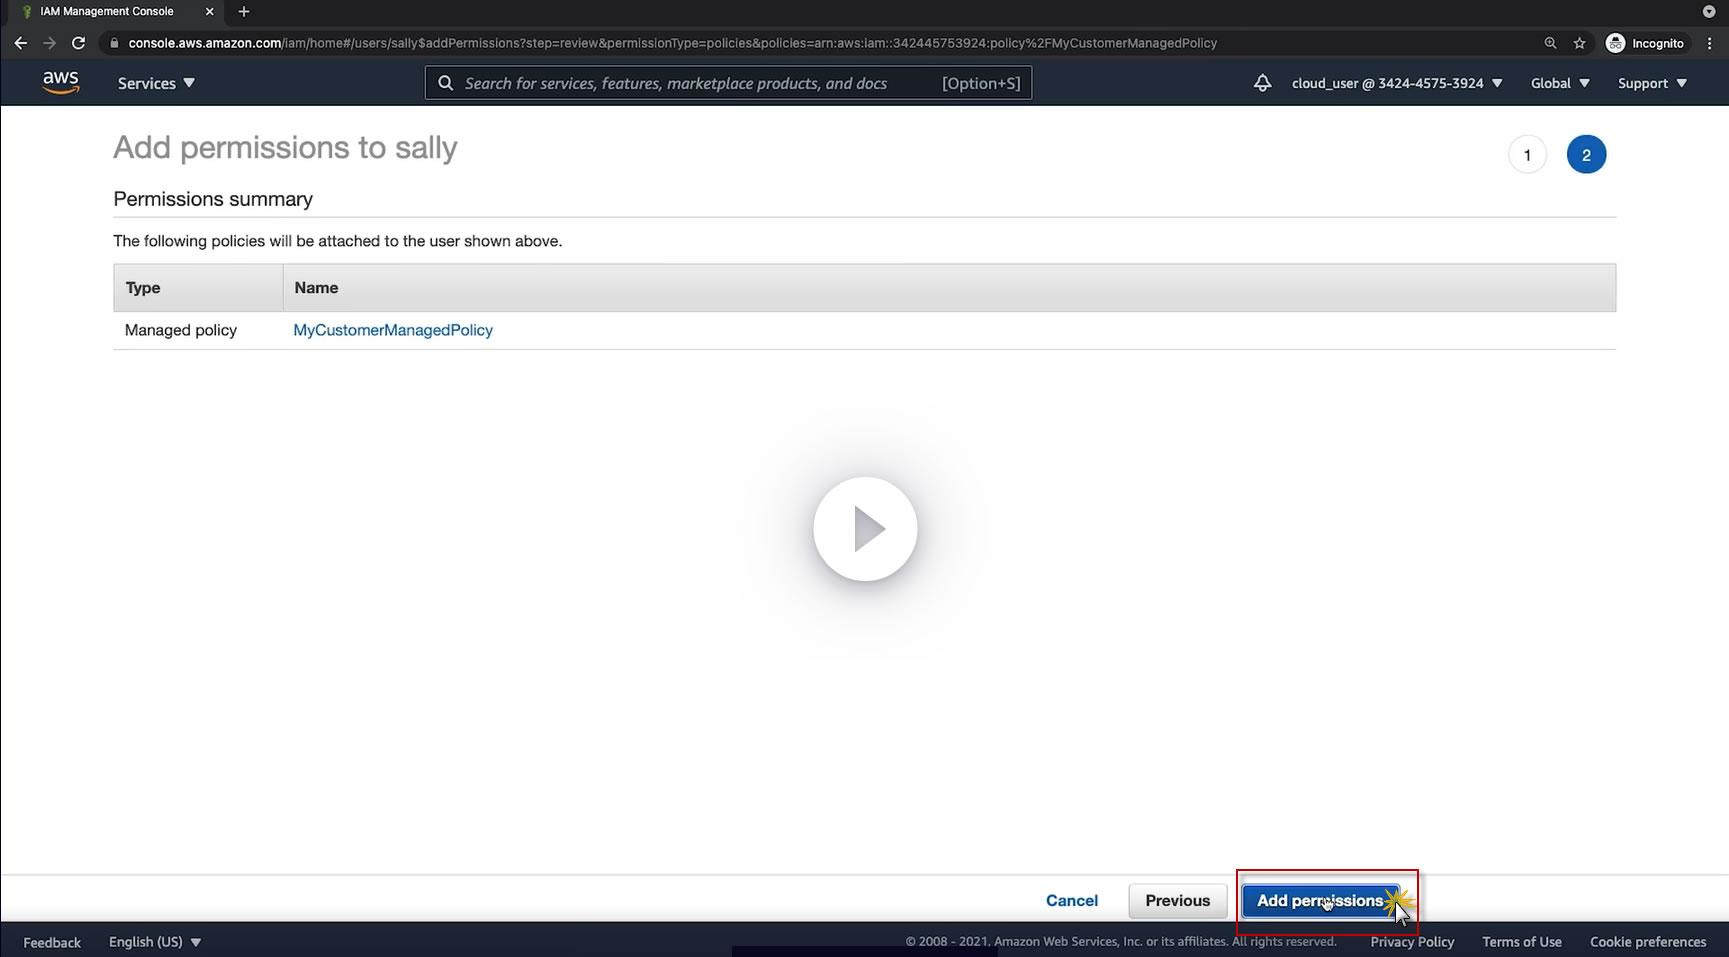 IAM Management Console
console.aws.amazon.com/iam/home#/users/sally$addPermissions?step=review&permissionType=policies&policies=arn:aws:iam::342445753924:policy%2FMyCustomerManagedPolicy
Incognito
aws
Services
Search for services, features, marketplace products, and docs
[Option+S]
cloud_user @ 3424-4575-3924
Global
Support
Add permissions to sally
1
2
Permissions summary
The following policies will be attached to the user shown above.
Type
Name
Managed policy
MyCustomerManagedPolicy
Cancel
Previous
Add permissions
Feedback
English (US)
© 2008 - 2021, Amazon Web Services, Inc. or its affiliates. All rights reserved.
Privacy Policy
Terms of Use
Cookie preferences